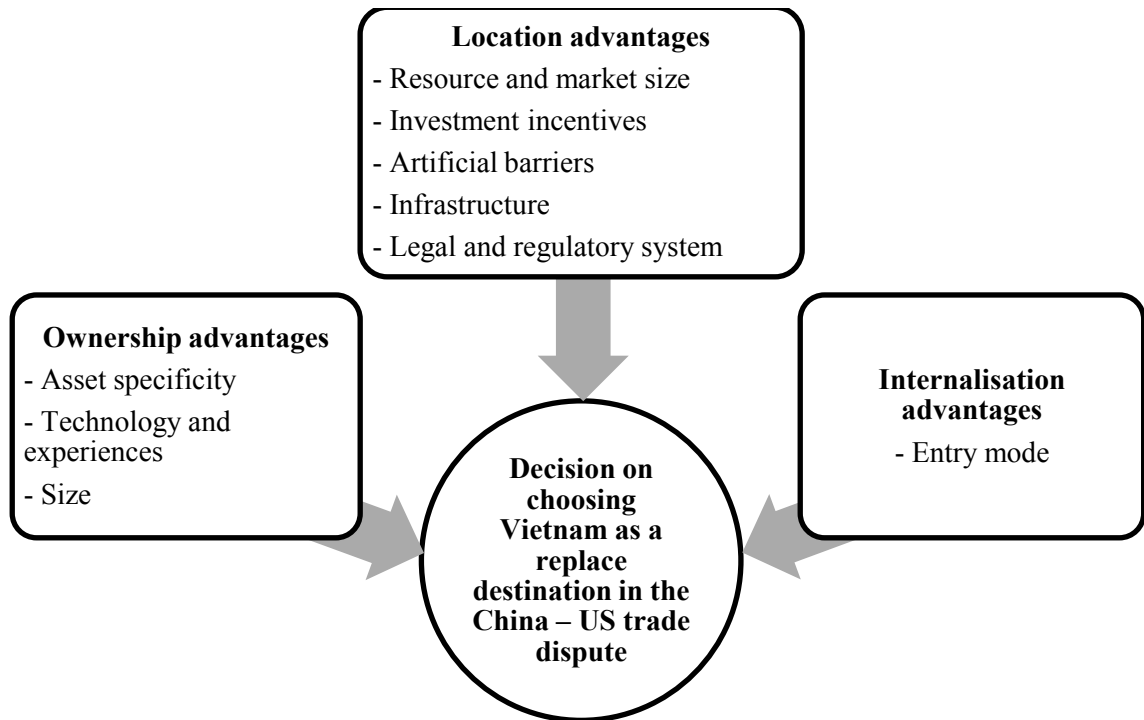 Location advantages
- Resource and market size
- Investment incentives
- Artificial barriers
- Infrastructure
- Legal and regulatory system
Ownership advantages
- Asset specificity
- Technology and
experiences
- Size
Internalisation
advantages
- Entry mode
Decision on
choosing
Vietnam as a
replace
destination in the
China – US trade
dispute